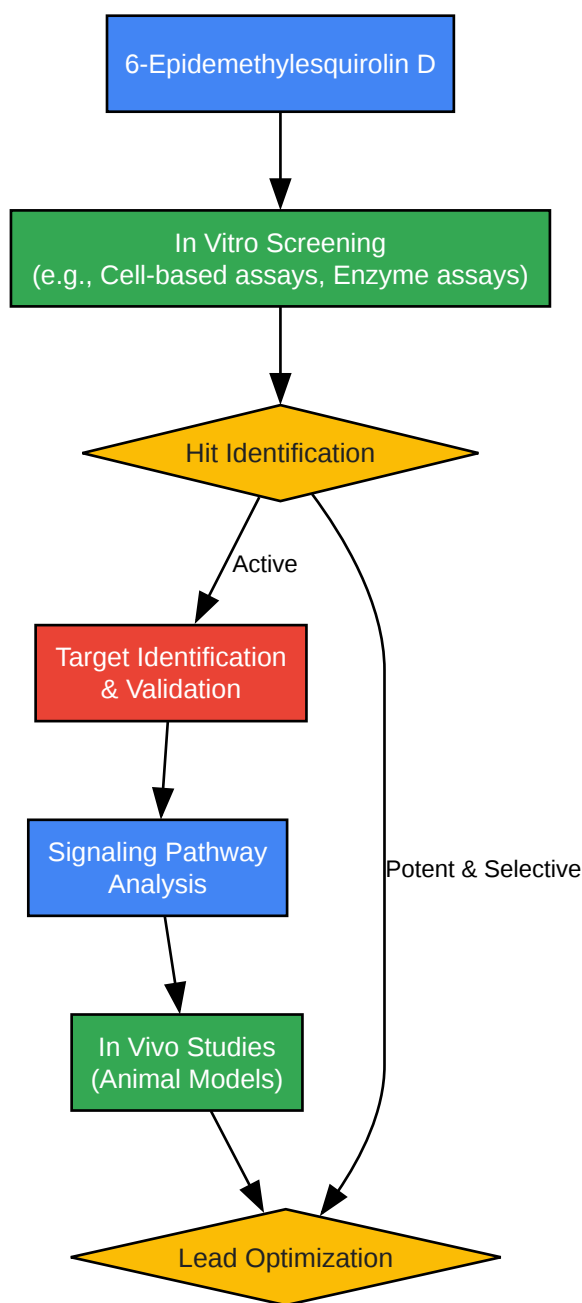 6-Epidemethylesquirolin D
In Vitro Screening
(e.g., Cell-based assays, Enzyme assays)
Hit Identification
Active
Target Identification
& Validation
Signaling Pathway
Analysis
Potent & Selective
In Vivo Studies
(Animal Models)
Lead Optimization